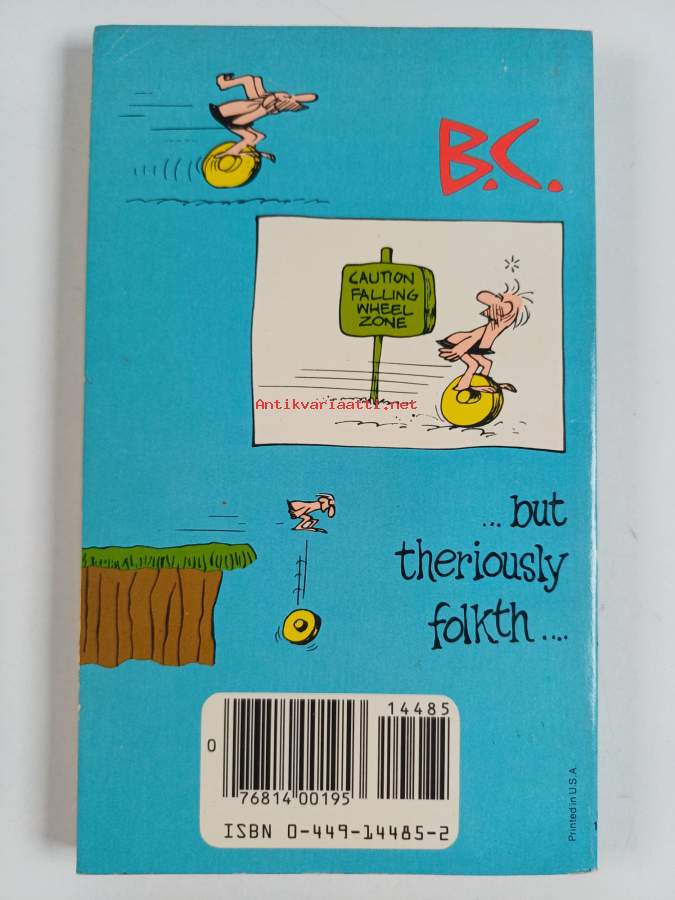 B.C.
CAUTION
FALLING
WHEEL
ZONE
Antikvariaatti.net
...but
theriously
folkth....
14485
0
76814 00195
ISBN 0-449-14485-2
Printed in U.S.A.
1